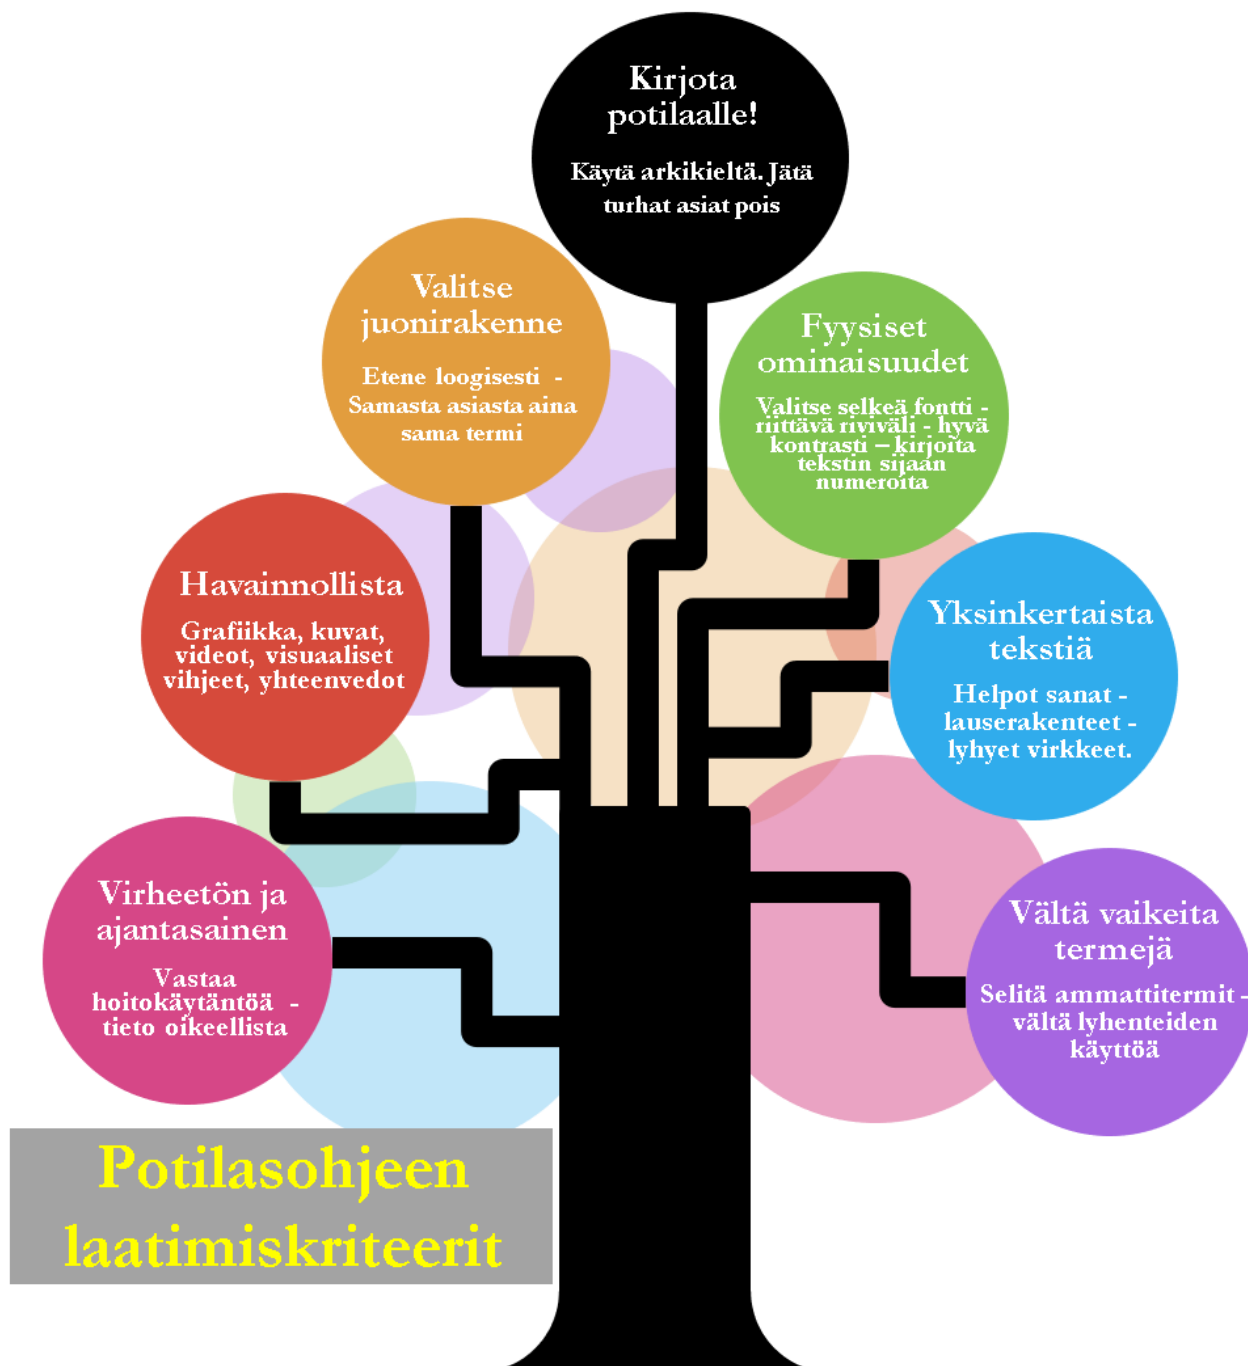 Kirjota
potilaalle!
Käytä arkikieltä. Jätä
turhat asiat pois
Valitse
juonirakenne
Etene loogisesti -
Samasta asiasta aina
sama termi
Fyysiset
ominaisuudet
Valitse selkeä fontti -
riittävä riviväli - hyvä
kontrasti – kirjoita
tekstin sijaan
numeroita
Havainnollista
Grafiikka, kuvat,
videot, visuaaliset
vihjeet, yhteenvedot
Yksinkertaista
tekstiä
Helpot sanat -
lauserakenteet -
lyhyet virkkeet.
Virheetön ja
ajantasainen
Vastaa
hoitokäytäntöä -
tieto oikeellista
Vältä vaikeita
termejä
Selitä ammattitermit –
vältä lyhenteiden
käyttöä
Potilasohjeen
laatimiskriteerit